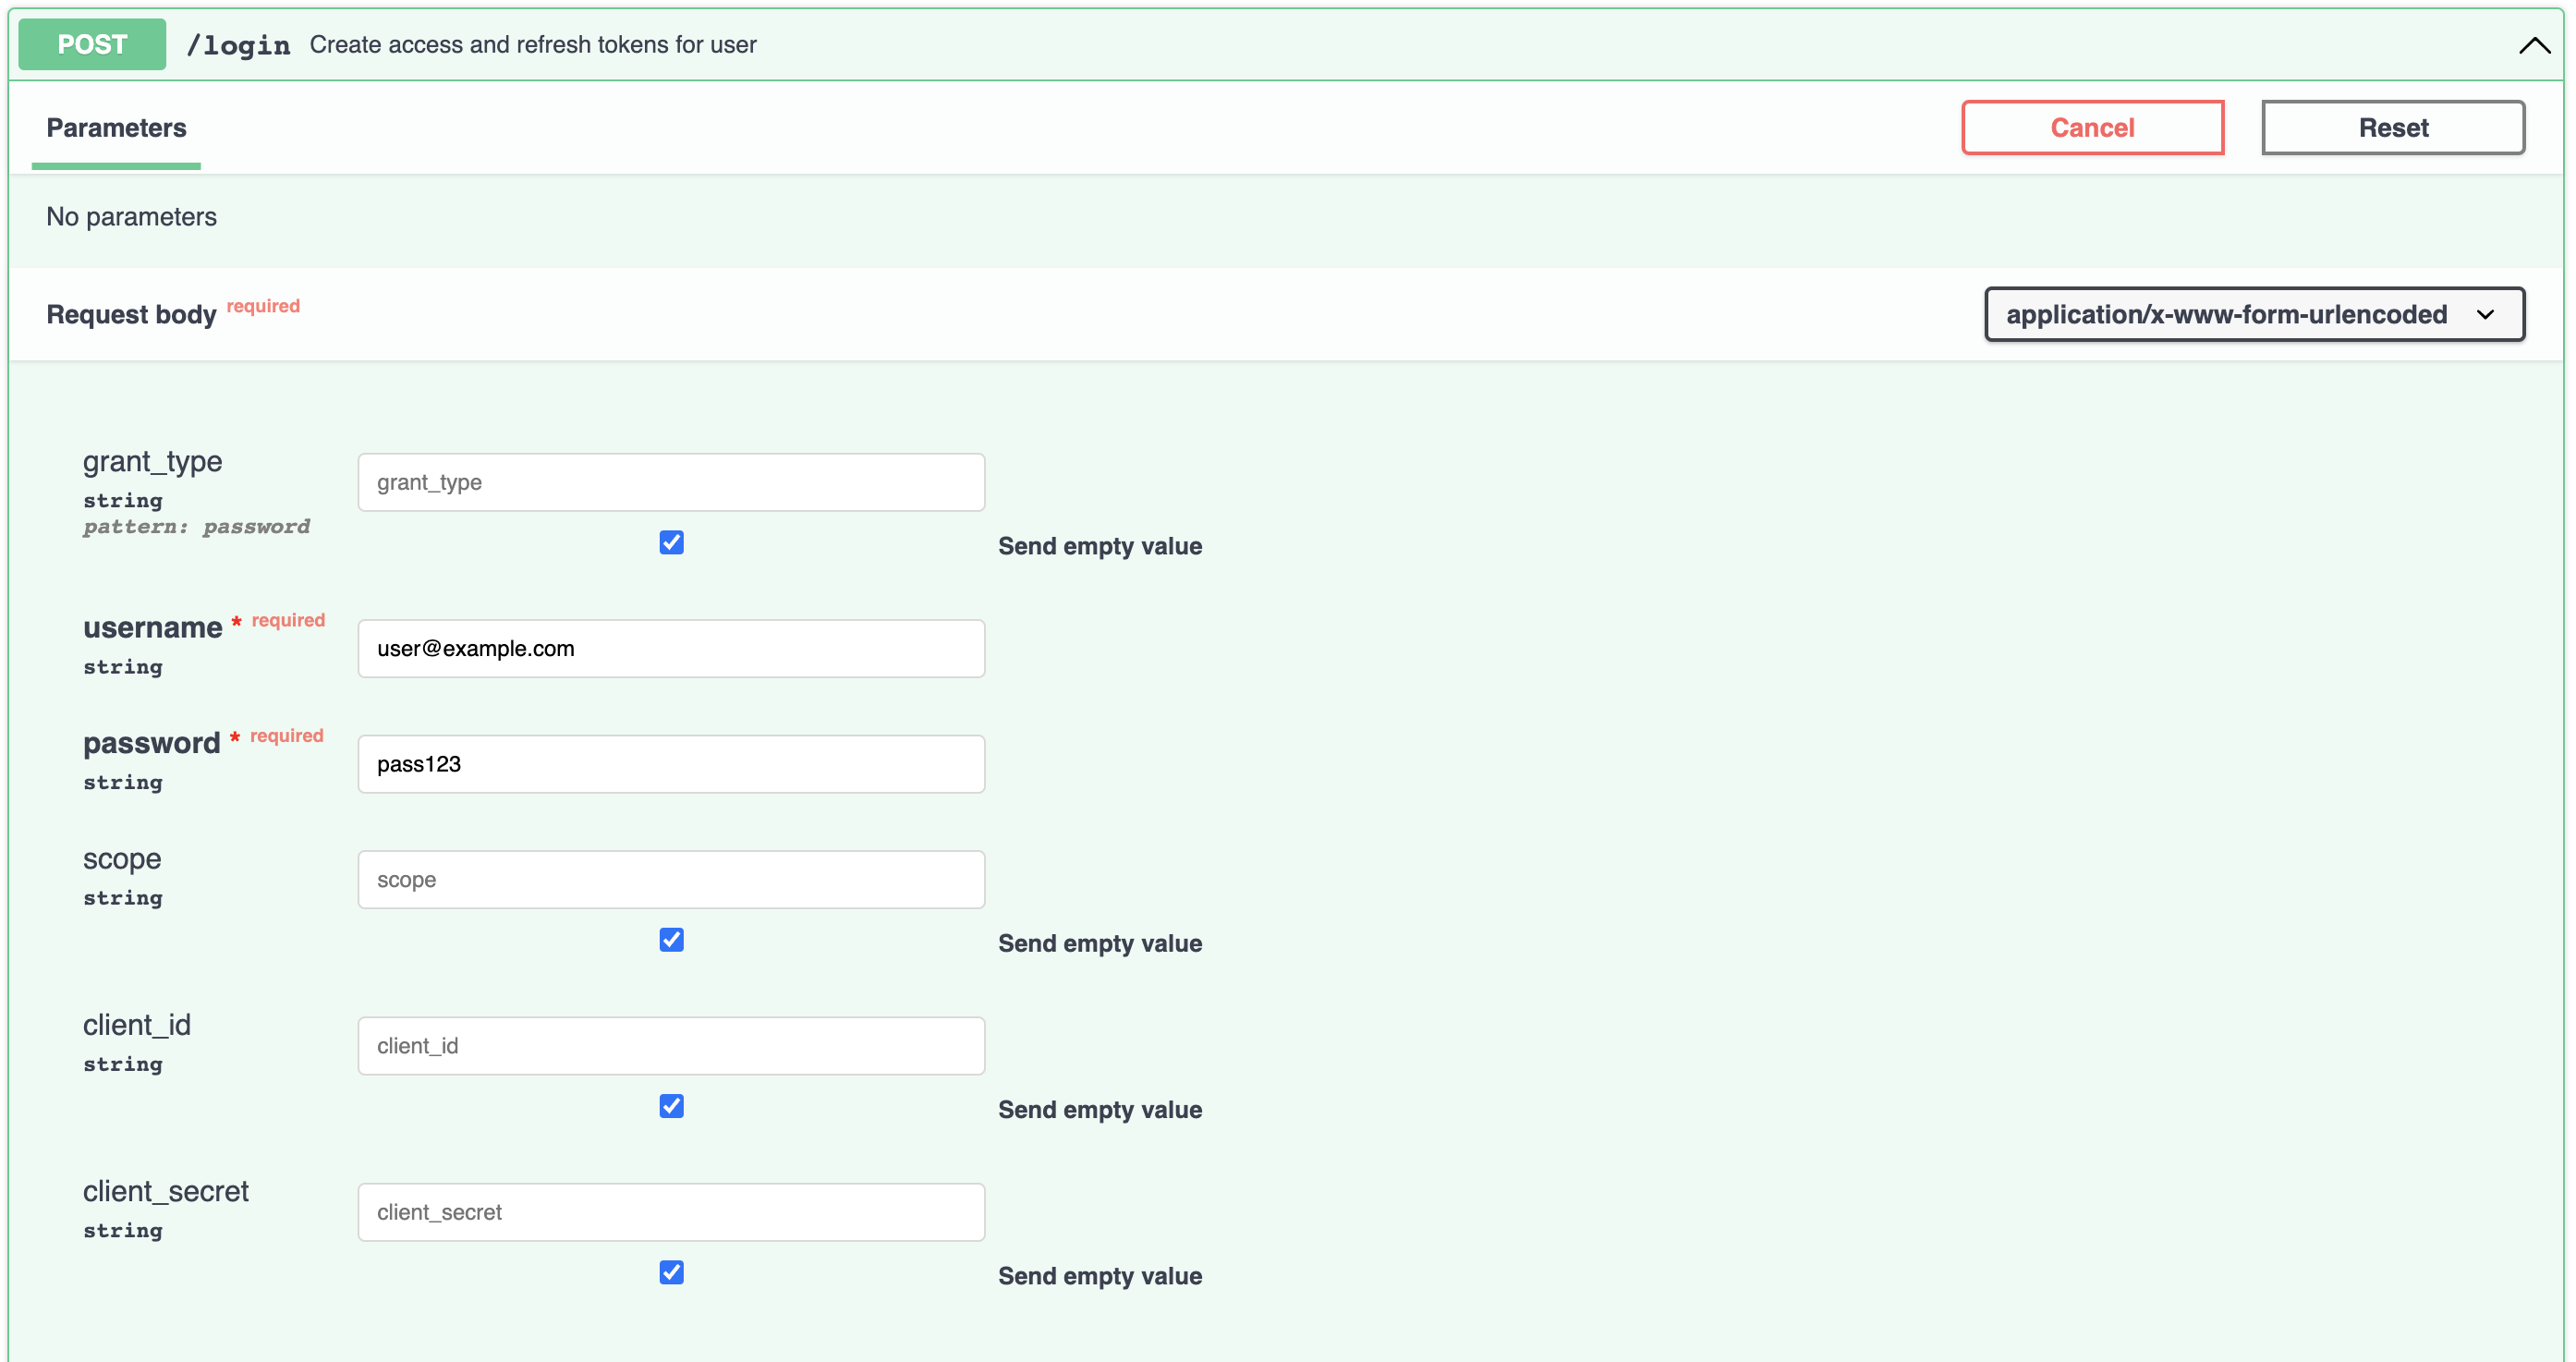 POST /login Create access and refresh tokens for user
Parameters
Cancel
Reset
No parameters
Request body required
application/x-www-form-urlencoded
grant_type
string
pattern: password
grant_type
Send empty value
username * required
string
user@example.com
password * required
string
pass123
scope
string
scope
Send empty value
client_id
string
client_id
Send empty value
client_secret
string
client_secret
Send empty value